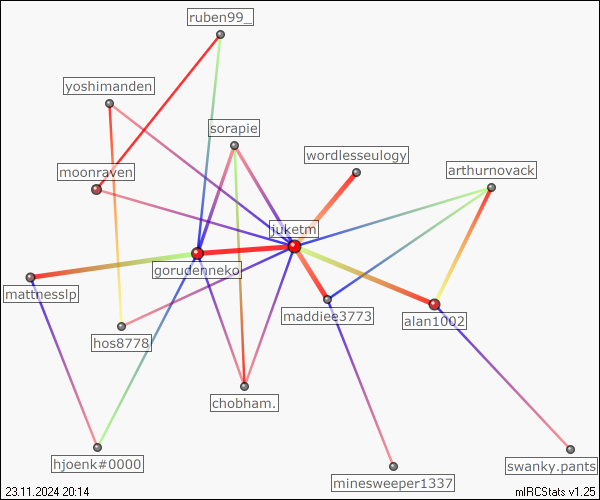 ruben99_
yoshimanden
sorapie
wordlesseulogy
moonraven
arthurnovack
juketm
gorudenneko
mattnesslp
maddiee3773
alan1002
hos8778
chobham.
hjoenk#0000
swanky.pants
minesweeper1337
23.11.2024 20:14
mIRCStats v1.25